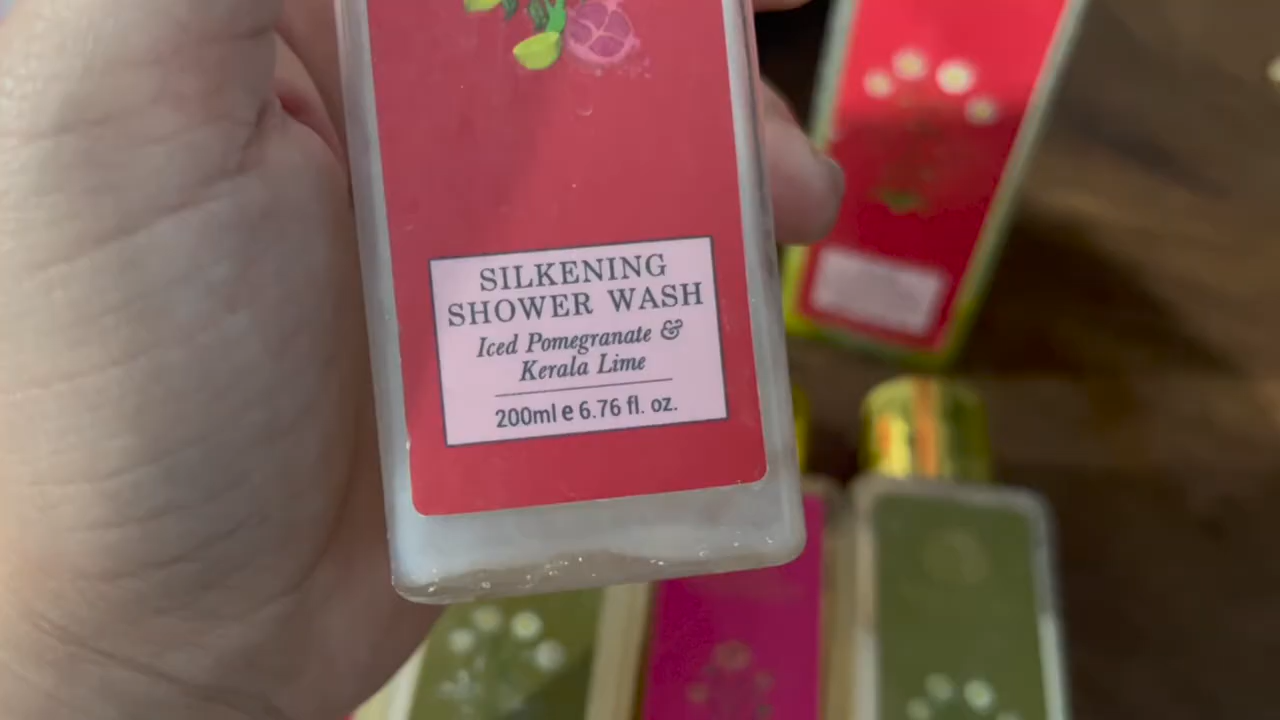 SILKENING
SHOWER WASH
Iced Pomegranate &
Kerala Lime
200ml e 6.76 fl. oz.